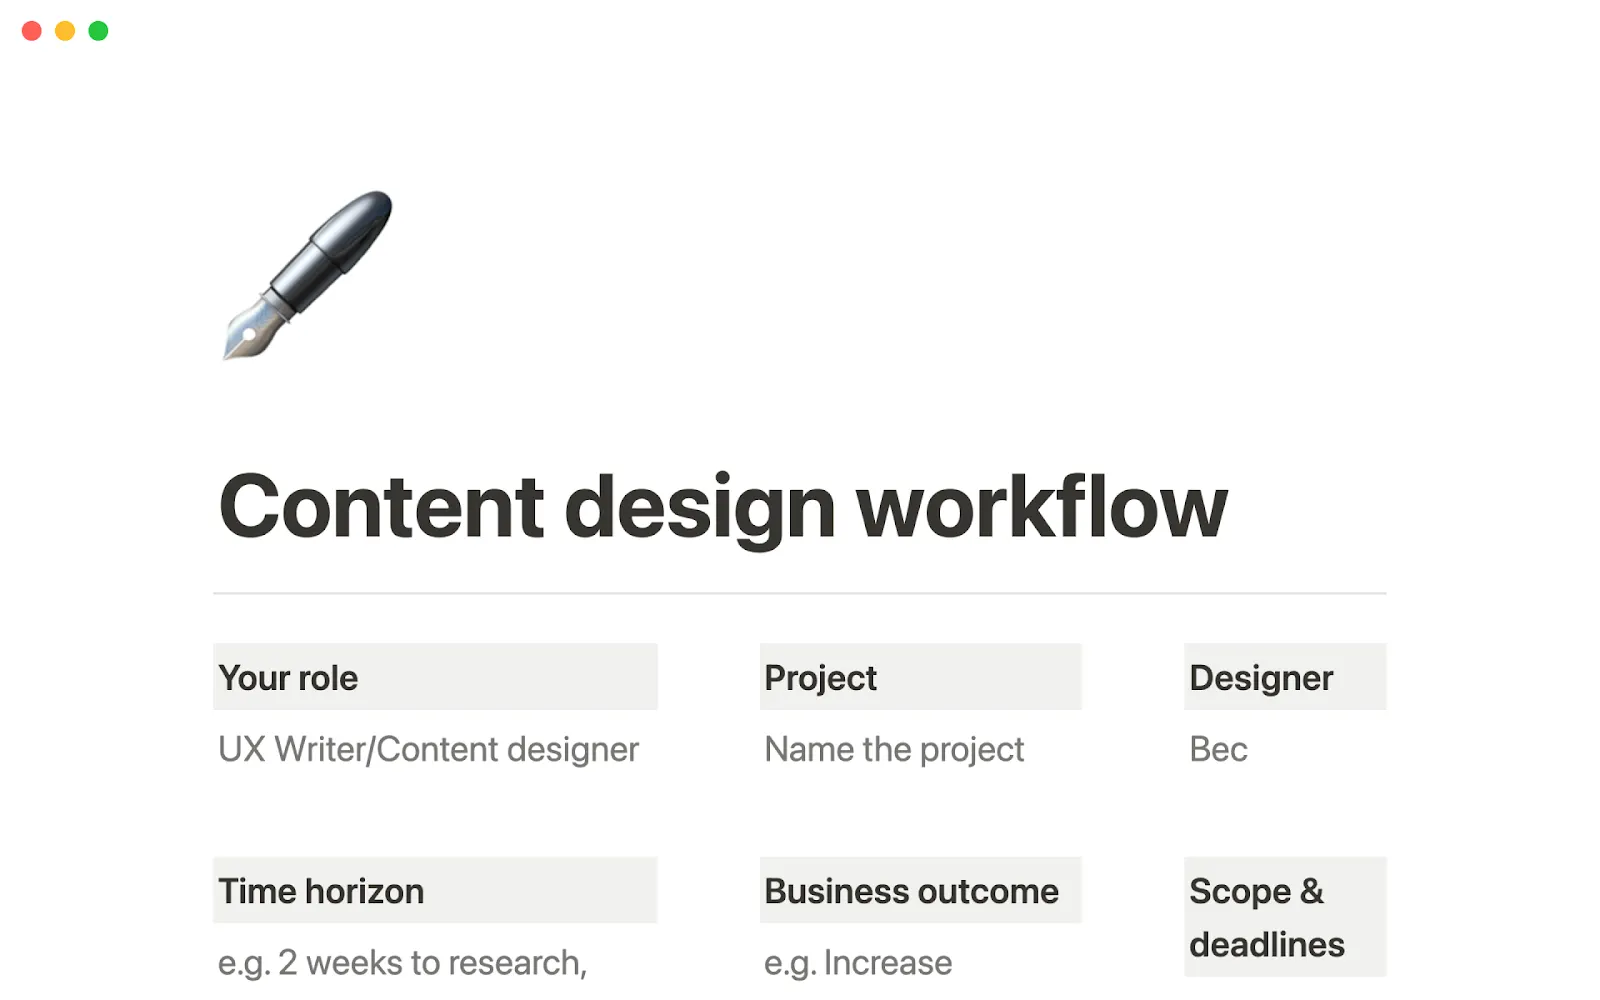 Content design workflow
Your role
Project
Designer
UX Writer/Content designer
Name the project
Bec
Time horizon
Business outcome
Scope &
deadlines
e.g. 2 weeks to research,
e.g. Increase